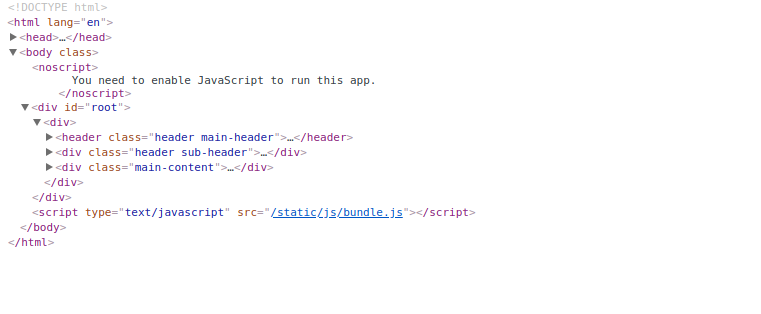 <!DOCTYPE html>
<html lang="en">
<head>…</head>
<body class>
<noscript>
You need to enable JavaScript to run this app.
</noscript>
<div id="root">
<div>
<header class="header main-header">…</header>
<div class="header sub-header">…</div>
<div class="main-content">…</div>
</div>
</div>
<script type="text/javascript" src="/static/js/bundle.js"></script>
</body>
</html>